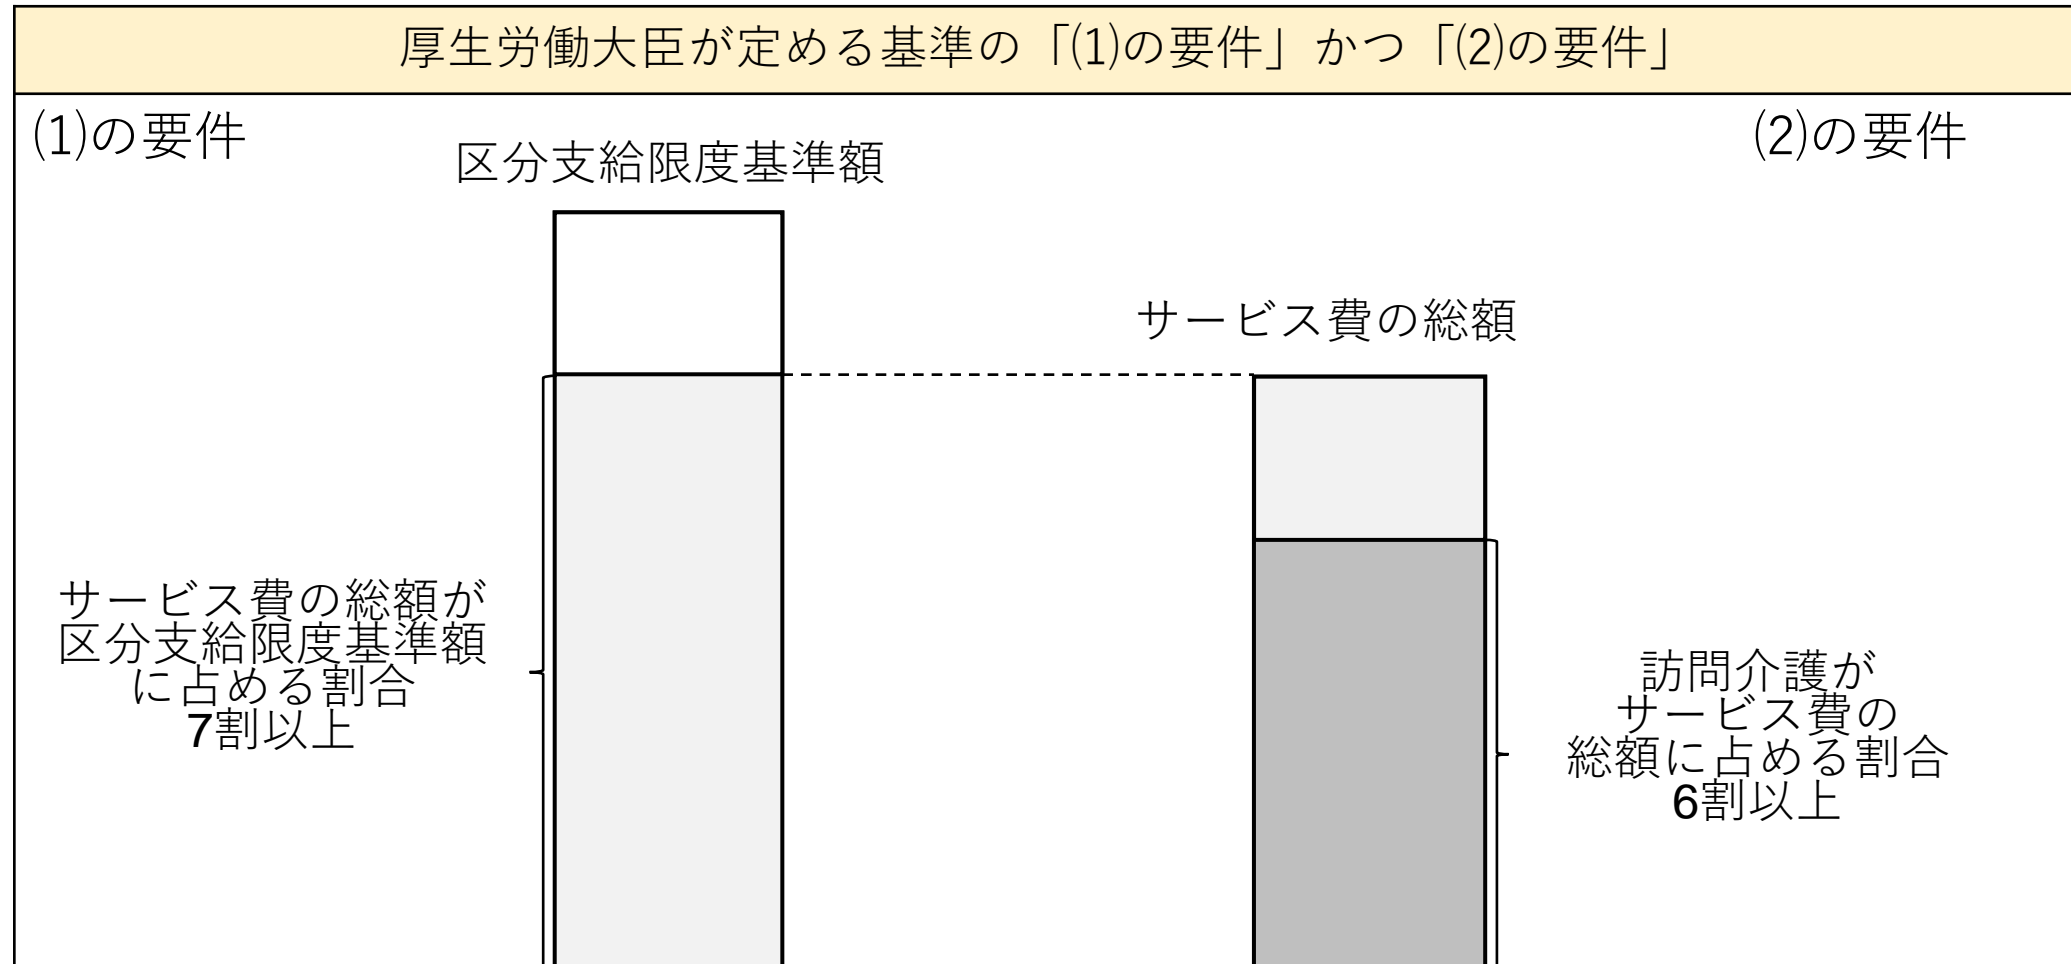 厚生労働大臣が定める基準の「(1)の要件」かつ「(2)の要件」
(1)の要件
(2)の要件
区分支給限度基準額
サービス費の総額
サービス費の総額が
区分支給限度基準額
に占める割合
7割以上
訪問介護が
サービス費の
総額に占める割合
6割以上